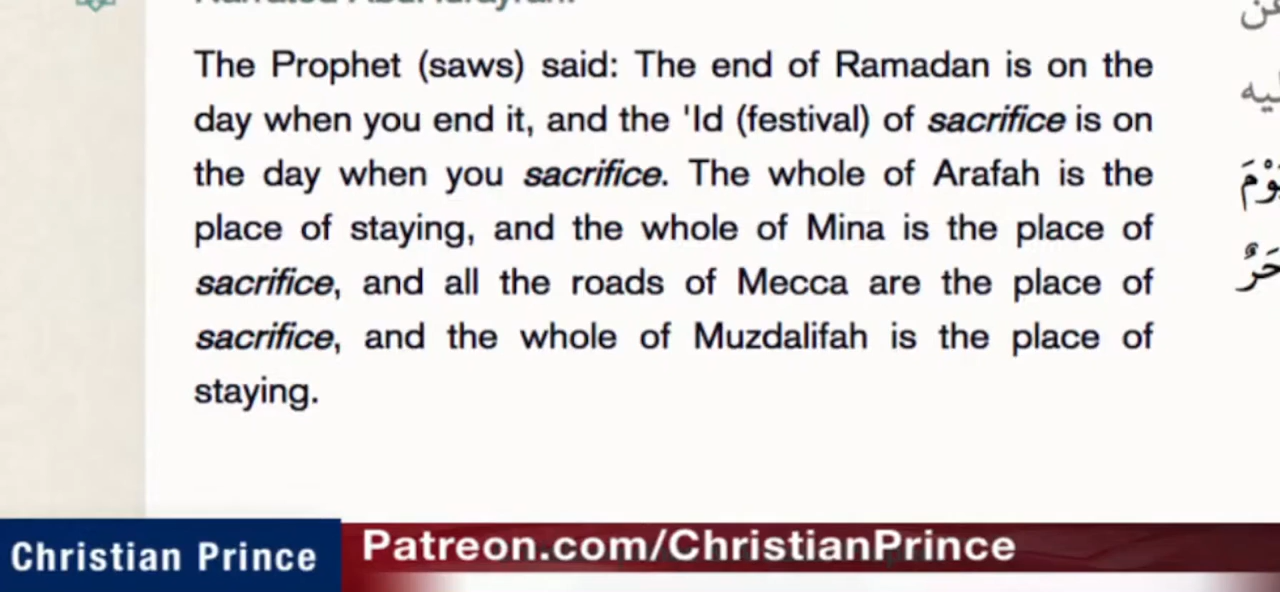 The Prophet (saws) said: The end of Ramadan is on the
day when you end it, and the 'Id (festival) of sacrifice is on
the day when you sacrifice. The whole of Arafah is the
place of staying, and the whole of Mina is the place of
sacrifice, and all the roads of Mecca are the place of
sacrifice, and the whole of Muzdalifah is the place of
staying.
Christian Prince
Patreon.com/ChristianPrince